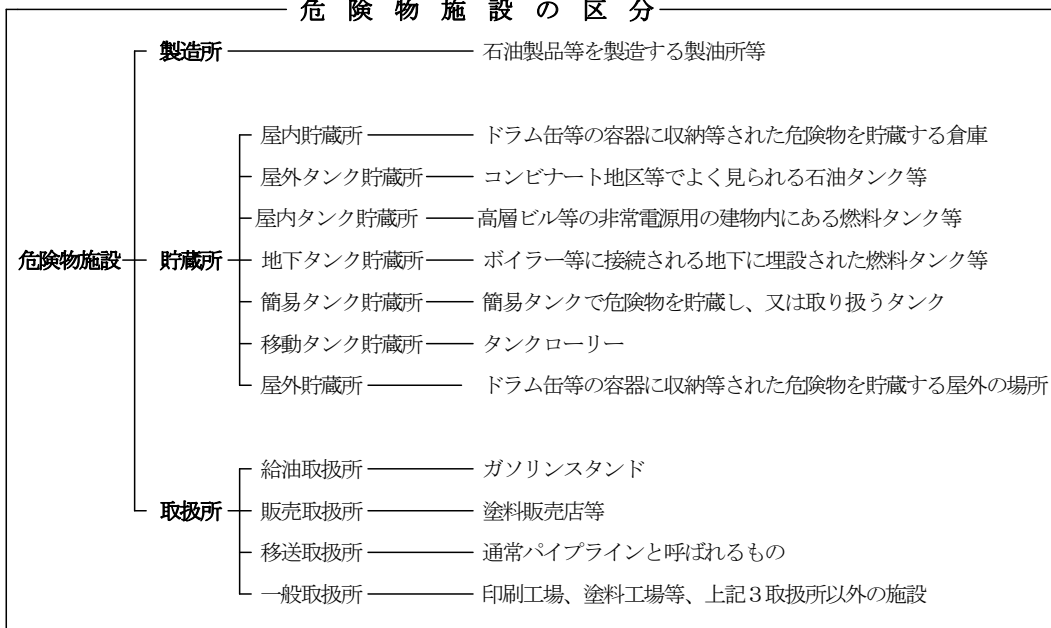 危険物施設の区分
製造所 石油製品等を製造する製油所等
屋内貯蔵所 ドラム缶等の容器に収納等された危険物を貯蔵する倉庫
屋外タンク貯蔵所 コンビナート地区等でよく見られる石油タンク等
屋内タンク貯蔵所 高層ビル等の非常電源用の建物内にある燃料タンク等
危険物施設 貯蔵所 地下タンク貯蔵所 ボイラー等に接続される地下に埋設された燃料タンク等
簡易タンク貯蔵所 簡易タンクで危険物を貯蔵し、又は取り扱うタンク
移動タンク貯蔵所 タンクローリー
屋外貯蔵所 ドラム缶等の容器に収納等された危険物を貯蔵する屋外の場所
給油取扱所 ガソリンスタンド
取扱所 販売取扱所 塗料販売店等
移送取扱所 通常パイプラインと呼ばれるもの
一般取扱所 印刷工場、塗料工場等、上記3取扱所以外の施設